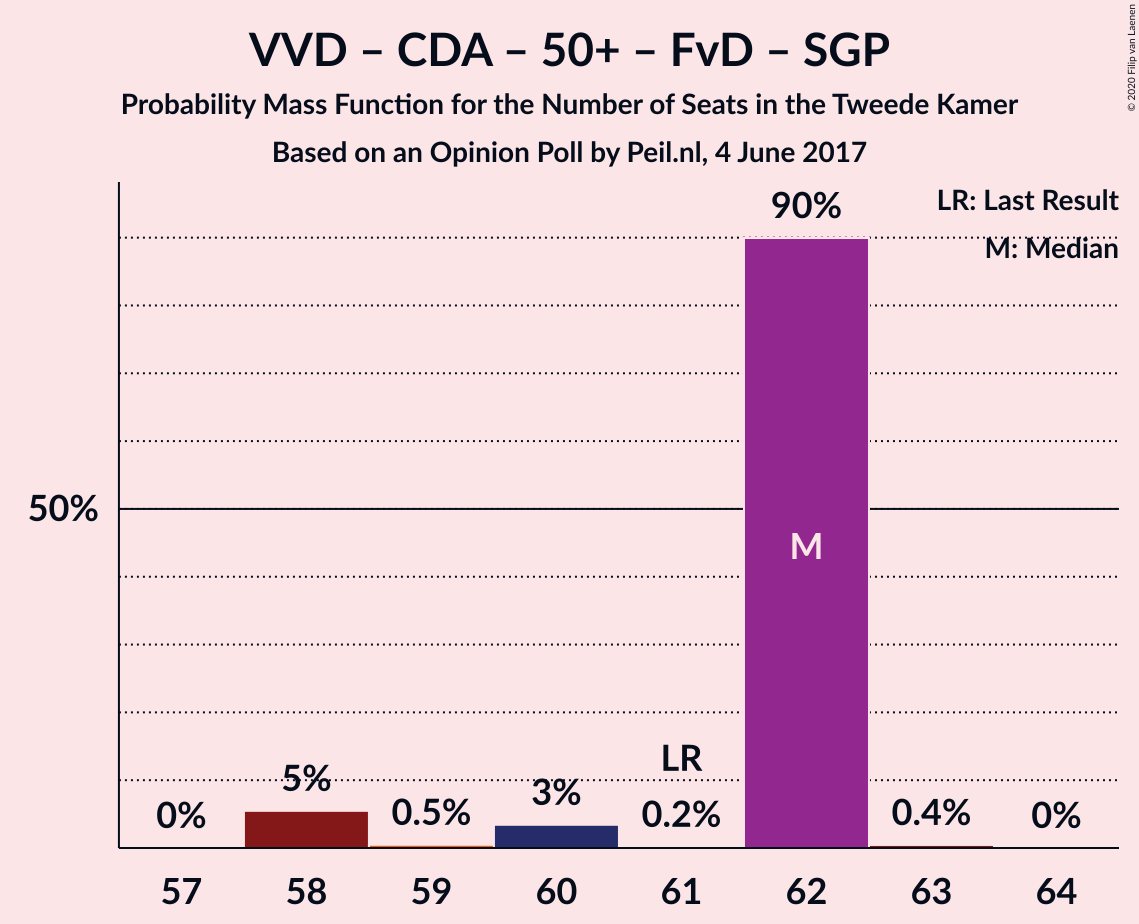 VVD – CDA – 50+ – FvD – SGP
Probability Mass Function for the Number of Seats in the Tweede Kamer
Based on an Opinion Poll by Peil.nl, 4 June 2017
© 2020 Filip van Laenen
LR: Last Result
M: Median
90%
50%
M
LR
0%
5%
0.5%
3%
0.2%
0.4%
0%
57 58 59 60 61 62 63 64